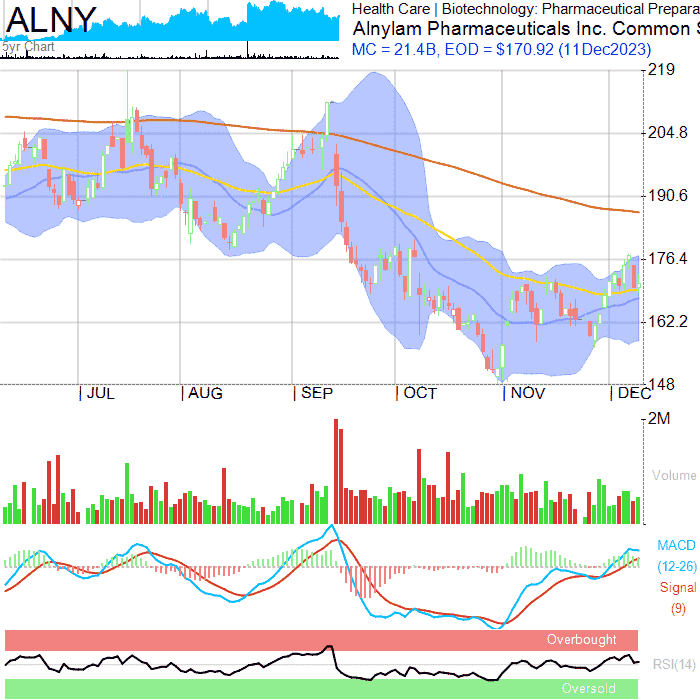 ALNY
5yr Chart
Health Care | Biotechnology: Pharmaceutical Prepara
Alnylam Pharmaceuticals Inc. Common S
MC = 21.4B, EOD = $170.92 (11Dec2023)
219
204.8
190.6
176.4
162.2
148
JUL
AUG
SEP
OCT
NOV
DEC
2M
Volume
MACD
(12-26)
Signal
(9)
Overbought
RSI(14)
Oversold